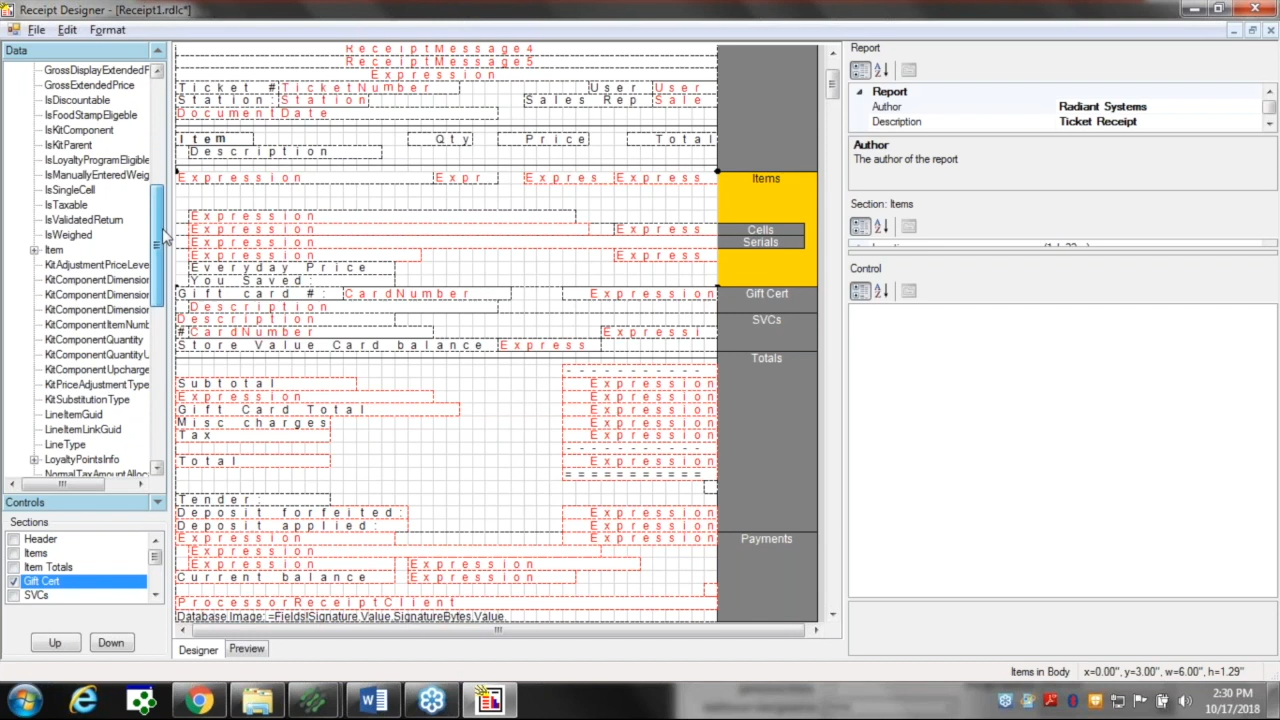 Receipt Designer - [Receipt1.rdlc*]
File Edit Format
Data
GrossDisplayExtendedF
GrossExtendedPrice
IsDiscountable
IsFoodStampEligeble
IsKitComponent
IsKitParent
IsLoyaltyProgramEligible
IsManuallyEnteredWeig
IsSingleCell
IsTaxable
IsValidatedReturn
IsWeighed
Item
KitAdjustmentPriceLeve
KitComponentDimension
KitComponentDimension
KitComponentDimension
KitComponentItemNumb
KitComponentQuantity
KitComponentQuantityU
KitComponentUpcharge
KitPriceAdjustmentType
KitSubstitutionType
LineItemGuid
LineItemLinkGuid
LineType
LoyaltyPointsInfo
NormalTaxAmountAlloc
Controls
Sections
Header
Items
Item Totals
Gift Cert
SVCs
Up Down
ReceiptMessage4
ReceiptMessage5
Expression
Ticket # TicketNumber User User
Station: Station Sales Rep Sale
DocumentDate
Item Qty Price Total
Description
Expression Expr Expres Express Items
Expression
Expression Express Cells
Expression Serials
Expression Express
Everyday Price
You Saved:
Gift card #: CardNumber Expression Gift Cert
Description
Description SVCs
# CardNumber Expressi
Store Value Card balance Express
Totals
- - - - - - - - - - -
Subtotal Expression
Expression Expression
Gift Card Total Expression
Misc charges Expression
Tax Expression
- - - - - - - - - - -
Total Expression
= = = = = = = = = = =
Tender:
Deposit forfeited: Expression
Deposit applied: Expression
Expression Expression Payments
Expression
Expression Expression
Current balance Expression
ProcessorReceiptClient
Database Image: =Fields!Signature.Value.SignatureBytes.Value
Designer Preview
Report
Report
Author Radiant Systems
Description Ticket Receipt
Author
The author of the report
Section: Items
Control
Items in Body x=0.00", y=3.00" w=6.00", h=1.29"
2:30 PM
10/17/2018